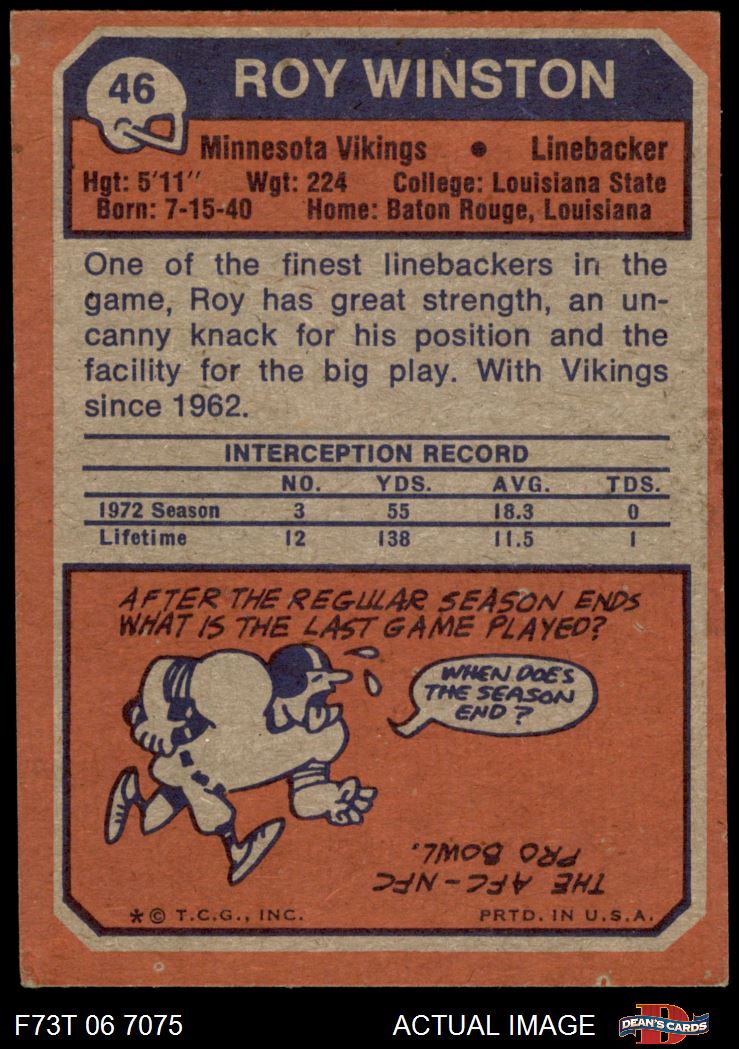 46
ROY WINSTON
Minnesota Vikings • Linebacker
Hgt: 5'11" Wgt: 224 College: Louisiana State
Born: 7-15-40 Home: Baton Rouge, Louisiana
One of the finest linebackers in the
game, Roy has great strength, an un-
canny knack for his position and the
facility for the big play. With Vikings
since 1962.
INTERCEPTION RECORD
NO. YDS. AVG. TDS.
1972 Season 3 55 18.3 0
Lifetime 12 138 11.5 1
AFTER THE REGULAR SEASON ENDS
WHAT IS THE LAST GAME PLAYED?
WHEN DOES
THE SEASON
END?
THE AFC-NFC
PRO BOWL.
*© T.C.G., INC. PRTD. IN U.S.A.
F73T 06 7075 ACTUAL IMAGE
D
DEAN'S CARDS